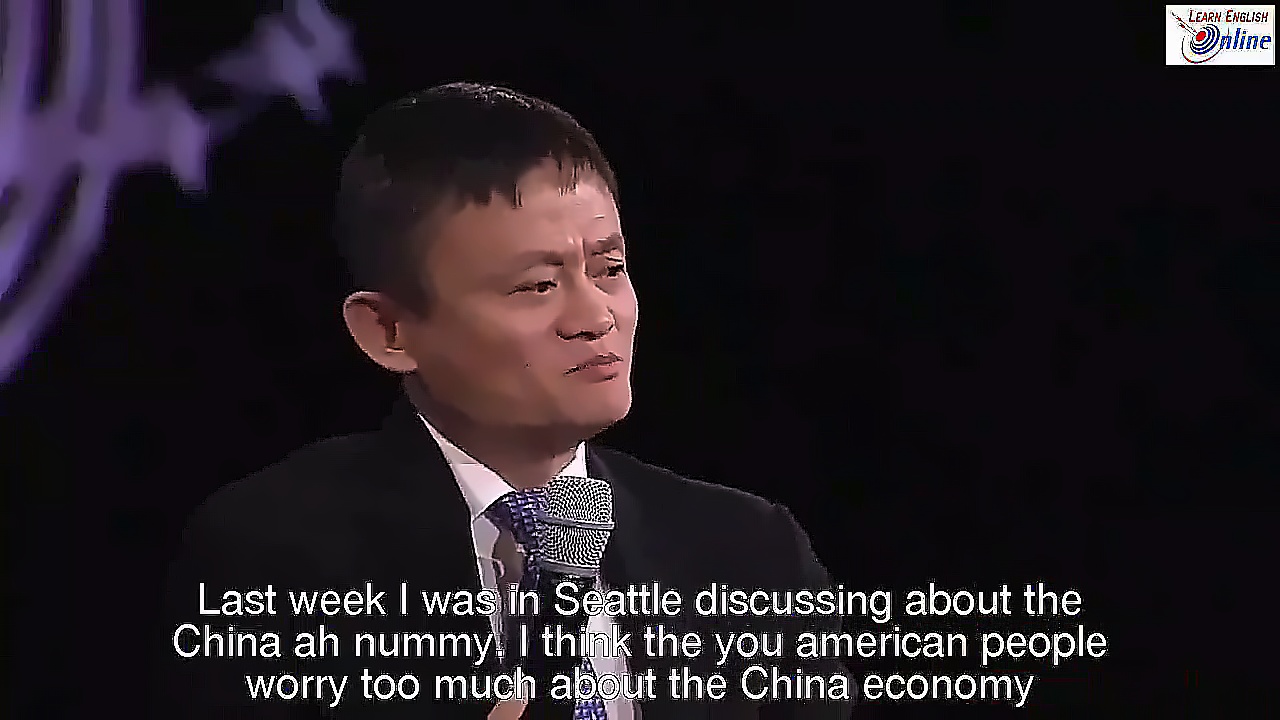 LEARN ENGLISH
Online
Last week I was in Seattle discussing about the
China ah nummy. I think the you american people
worry too much about the China economy